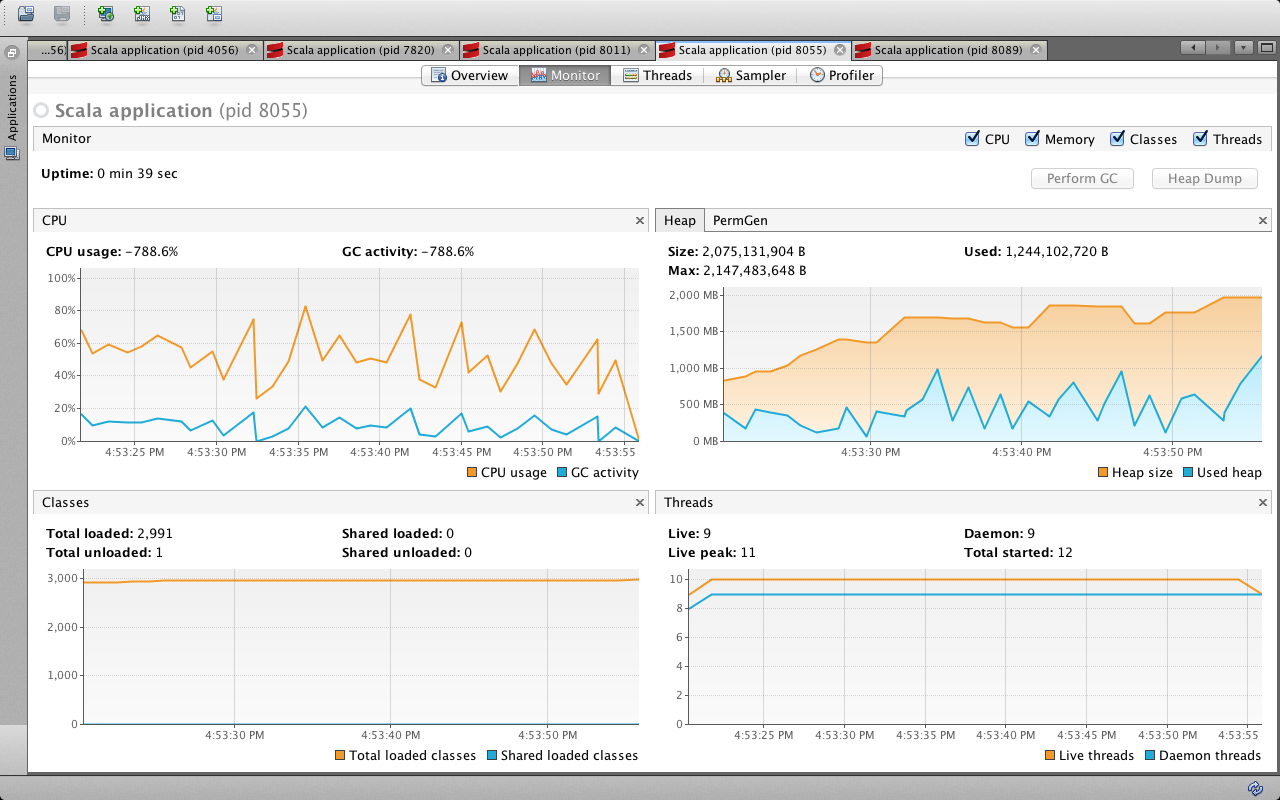 ...56)
Scala application (pid 4056)
Scala application (pid 7820)
Scala application (pid 8011)
Scala application (pid 8055)
Scala application (pid 8089)
Applications
Overview
Monitor
Threads
Sampler
Profiler
Scala application (pid 8055)
Monitor
CPU
Memory
Classes
Threads
Uptime: 0 min 39 sec
Perform GC
Heap Dump
CPU
CPU usage: -788.6%
GC activity: -788.6%
100%
80%
60%
40%
20%
0%
4:53:25 PM
4:53:30 PM
4:53:35 PM
4:53:40 PM
4:53:45 PM
4:53:50 PM
4:53:55
CPU usage
GC activity
Heap
PermGen
Size: 2,075,131,904 B
Used: 1,244,102,720 B
Max: 2,147,483,648 B
2,000 MB
1,500 MB
1,000 MB
500 MB
0 MB
4:53:30 PM
4:53:40 PM
4:53:50 PM
Heap size
Used heap
Classes
Total loaded: 2,991
Shared loaded: 0
Total unloaded: 1
Shared unloaded: 0
3,000
2,000
1,000
0
4:53:30 PM
4:53:40 PM
4:53:50 PM
Total loaded classes
Shared loaded classes
Threads
Live: 9
Daemon: 9
Live peak: 11
Total started: 12
10
8
6
4
2
0
4:53:25 PM
4:53:30 PM
4:53:35 PM
4:53:40 PM
4:53:45 PM
4:53:50 PM
4:53:55
Live threads
Daemon threads